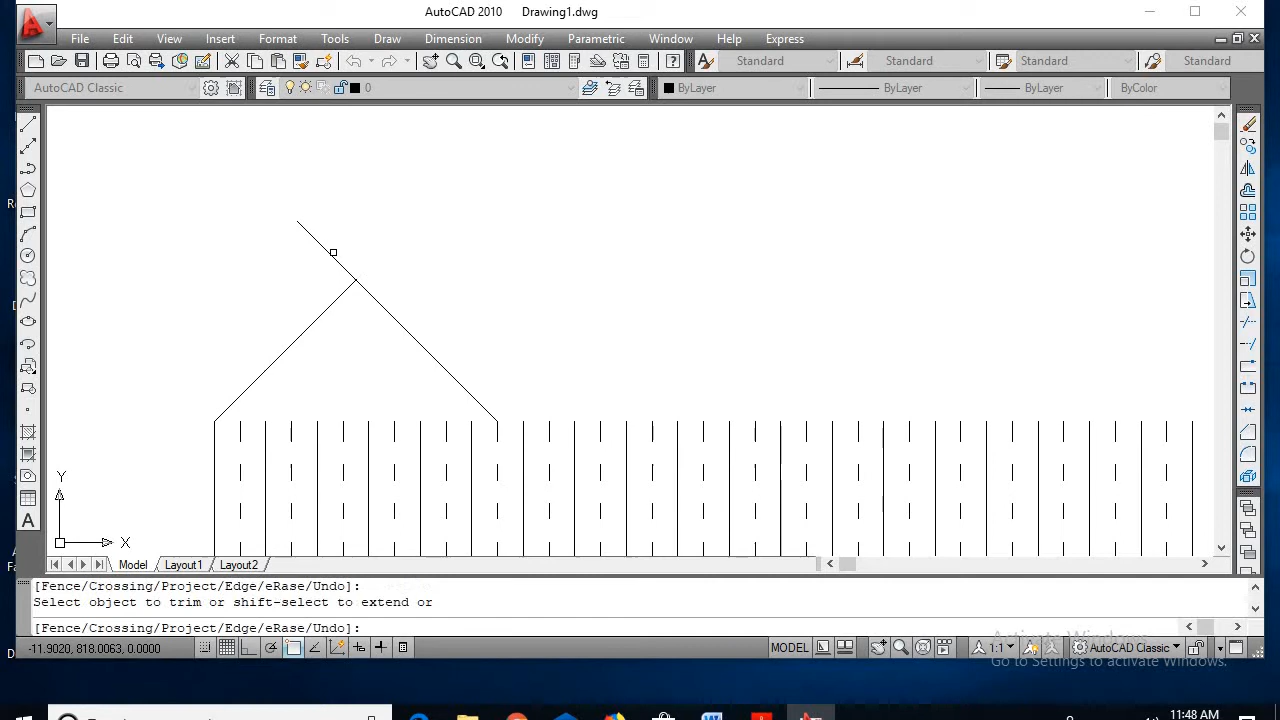 AutoCAD 2010 Drawing1.dwg
File Edit View Insert Format Tools Draw Dimension Modify Parametric Window Help Express
Standard Standard Standard Standard
AutoCAD Classic 0 ByLayer ByLayer ByLayer ByColor
Y
X
A
Model Layout1 Layout2
[Fence/Crossing/Project/Edge/eRase/Undo]:
Select object to trim or shift-select to extend or
[Fence/Crossing/Project/Edge/eRase/Undo]:
-11.9020, 818.0063, 0.0000 MODEL 1:1 AutoCAD Classic
Activate Windows
Go to Settings to activate Windows.
11:48 AM